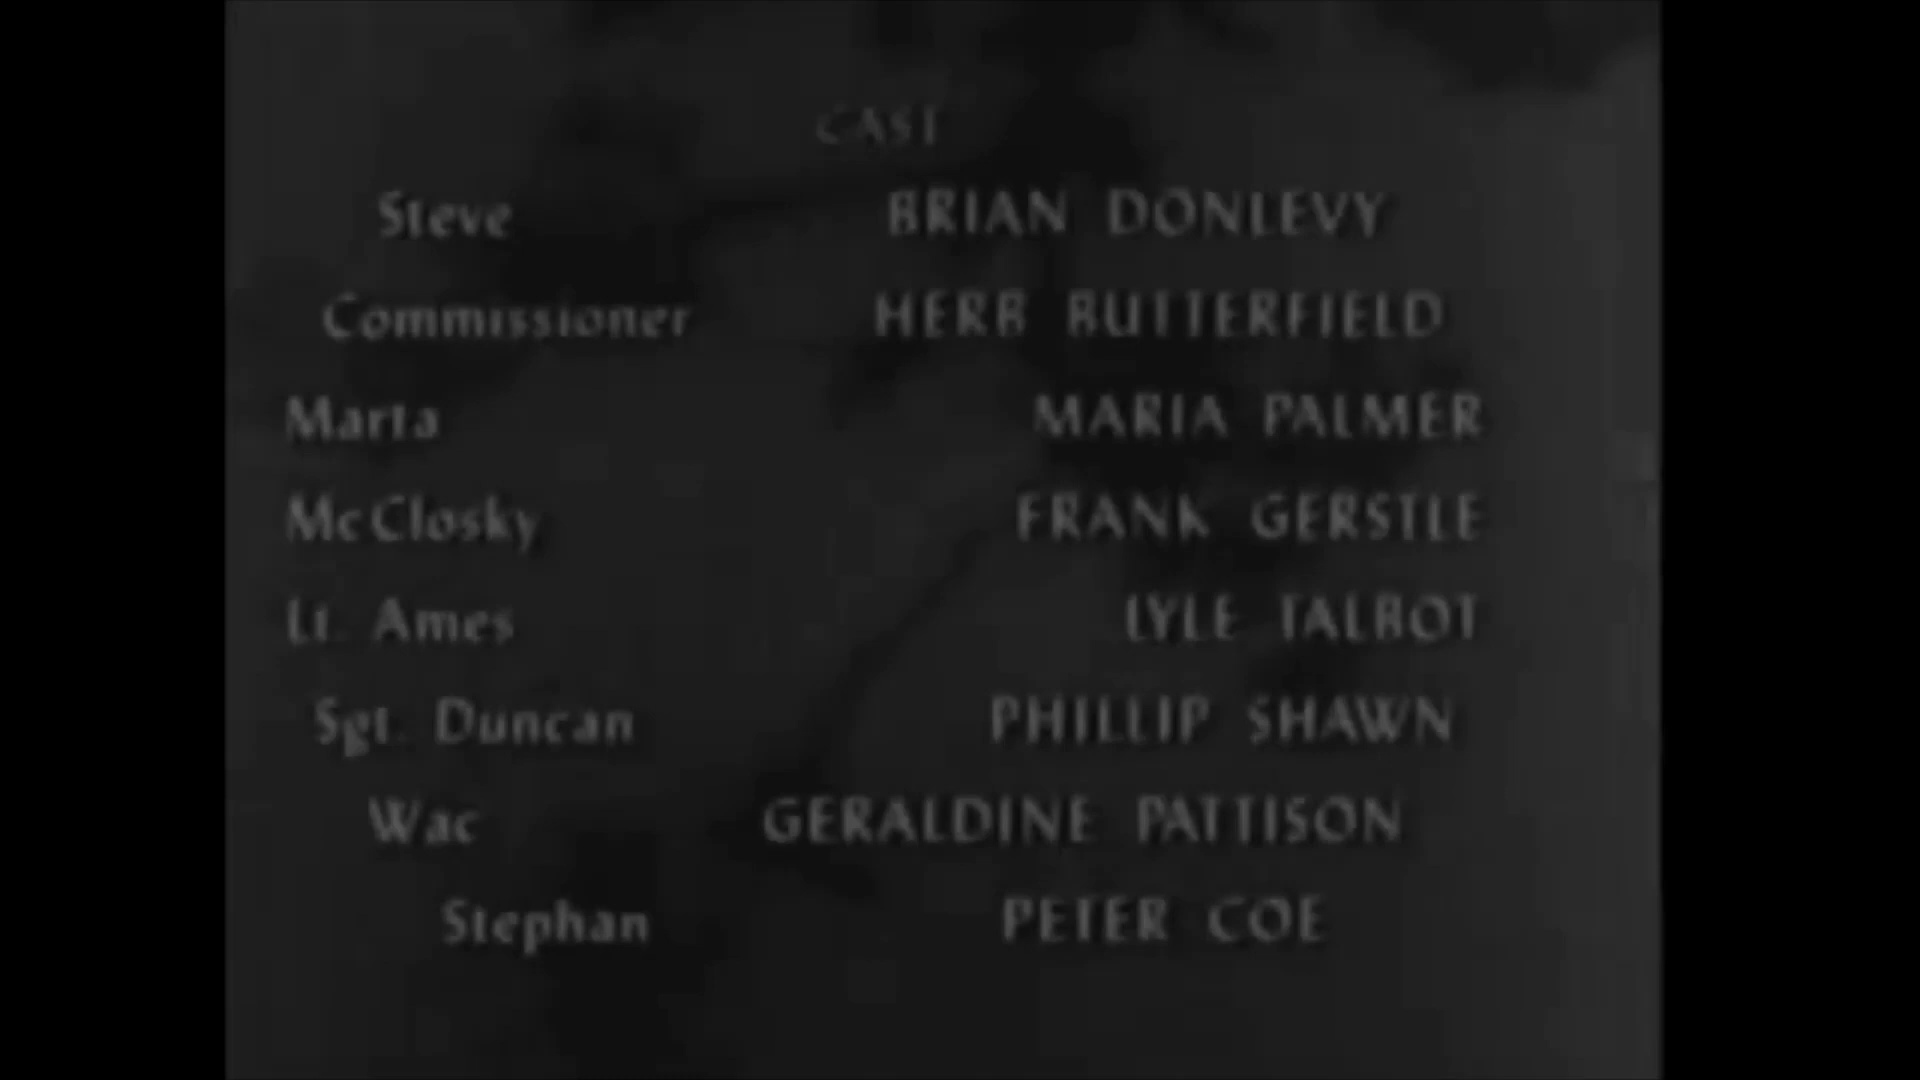 CAST
Steve BRIAN DONLEVY
Commissioner HERB BUTTERFIELD
Marta MARIA PALMER
McClosky FRANK GERSTLE
Lt. Ames LYLE TALBOT
Sgt. Duncan PHILLIP SHAWN
Wac GERALDINE PATTISON
Stephan PETER COE